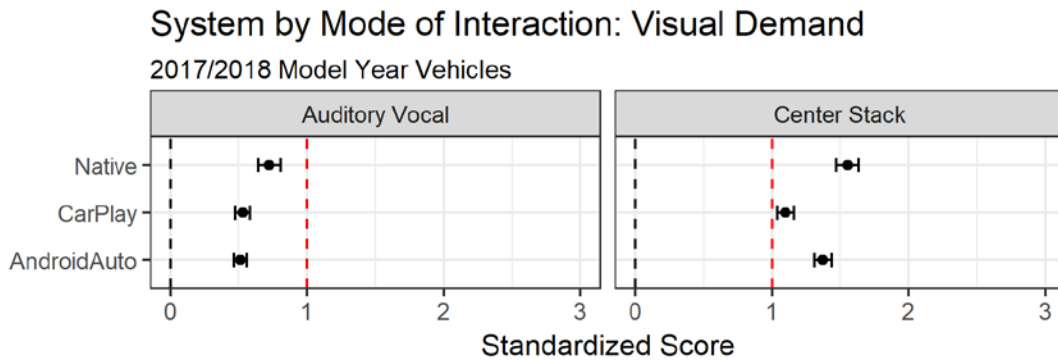 System by Mode of Interaction: Visual Demand
2017/2018 Model Year Vehicles
Auditory Vocal Center Stack
Native
CarPlay
AndroidAuto
0 1 2 3 0 1 2 3
Standardized Score